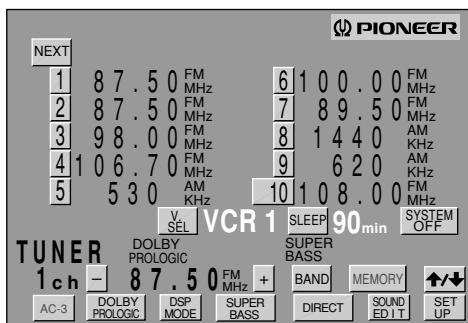 PIONEER
NEXT
1 87.50 FM MHz
6 100.00 FM MHz
2 87.50 FM MHz
7 89.50 FM MHz
3 98.00 FM MHz
8 1440 AM KHz
4 106.70 FM MHz
9 620 AM KHz
5 530 AM KHz
10 108.00 FM MHz
V. SEL VCR 1 SLEEP 90 min SYSTEM OFF
TUNER DOLBY PROLOGIC SUPER BASS
1ch − 87.50 FM MHz + BAND MEMORY
AC-3 DOLBY PROLOGIC DSP MODE SUPER BASS DIRECT SOUND EDIT SET UP